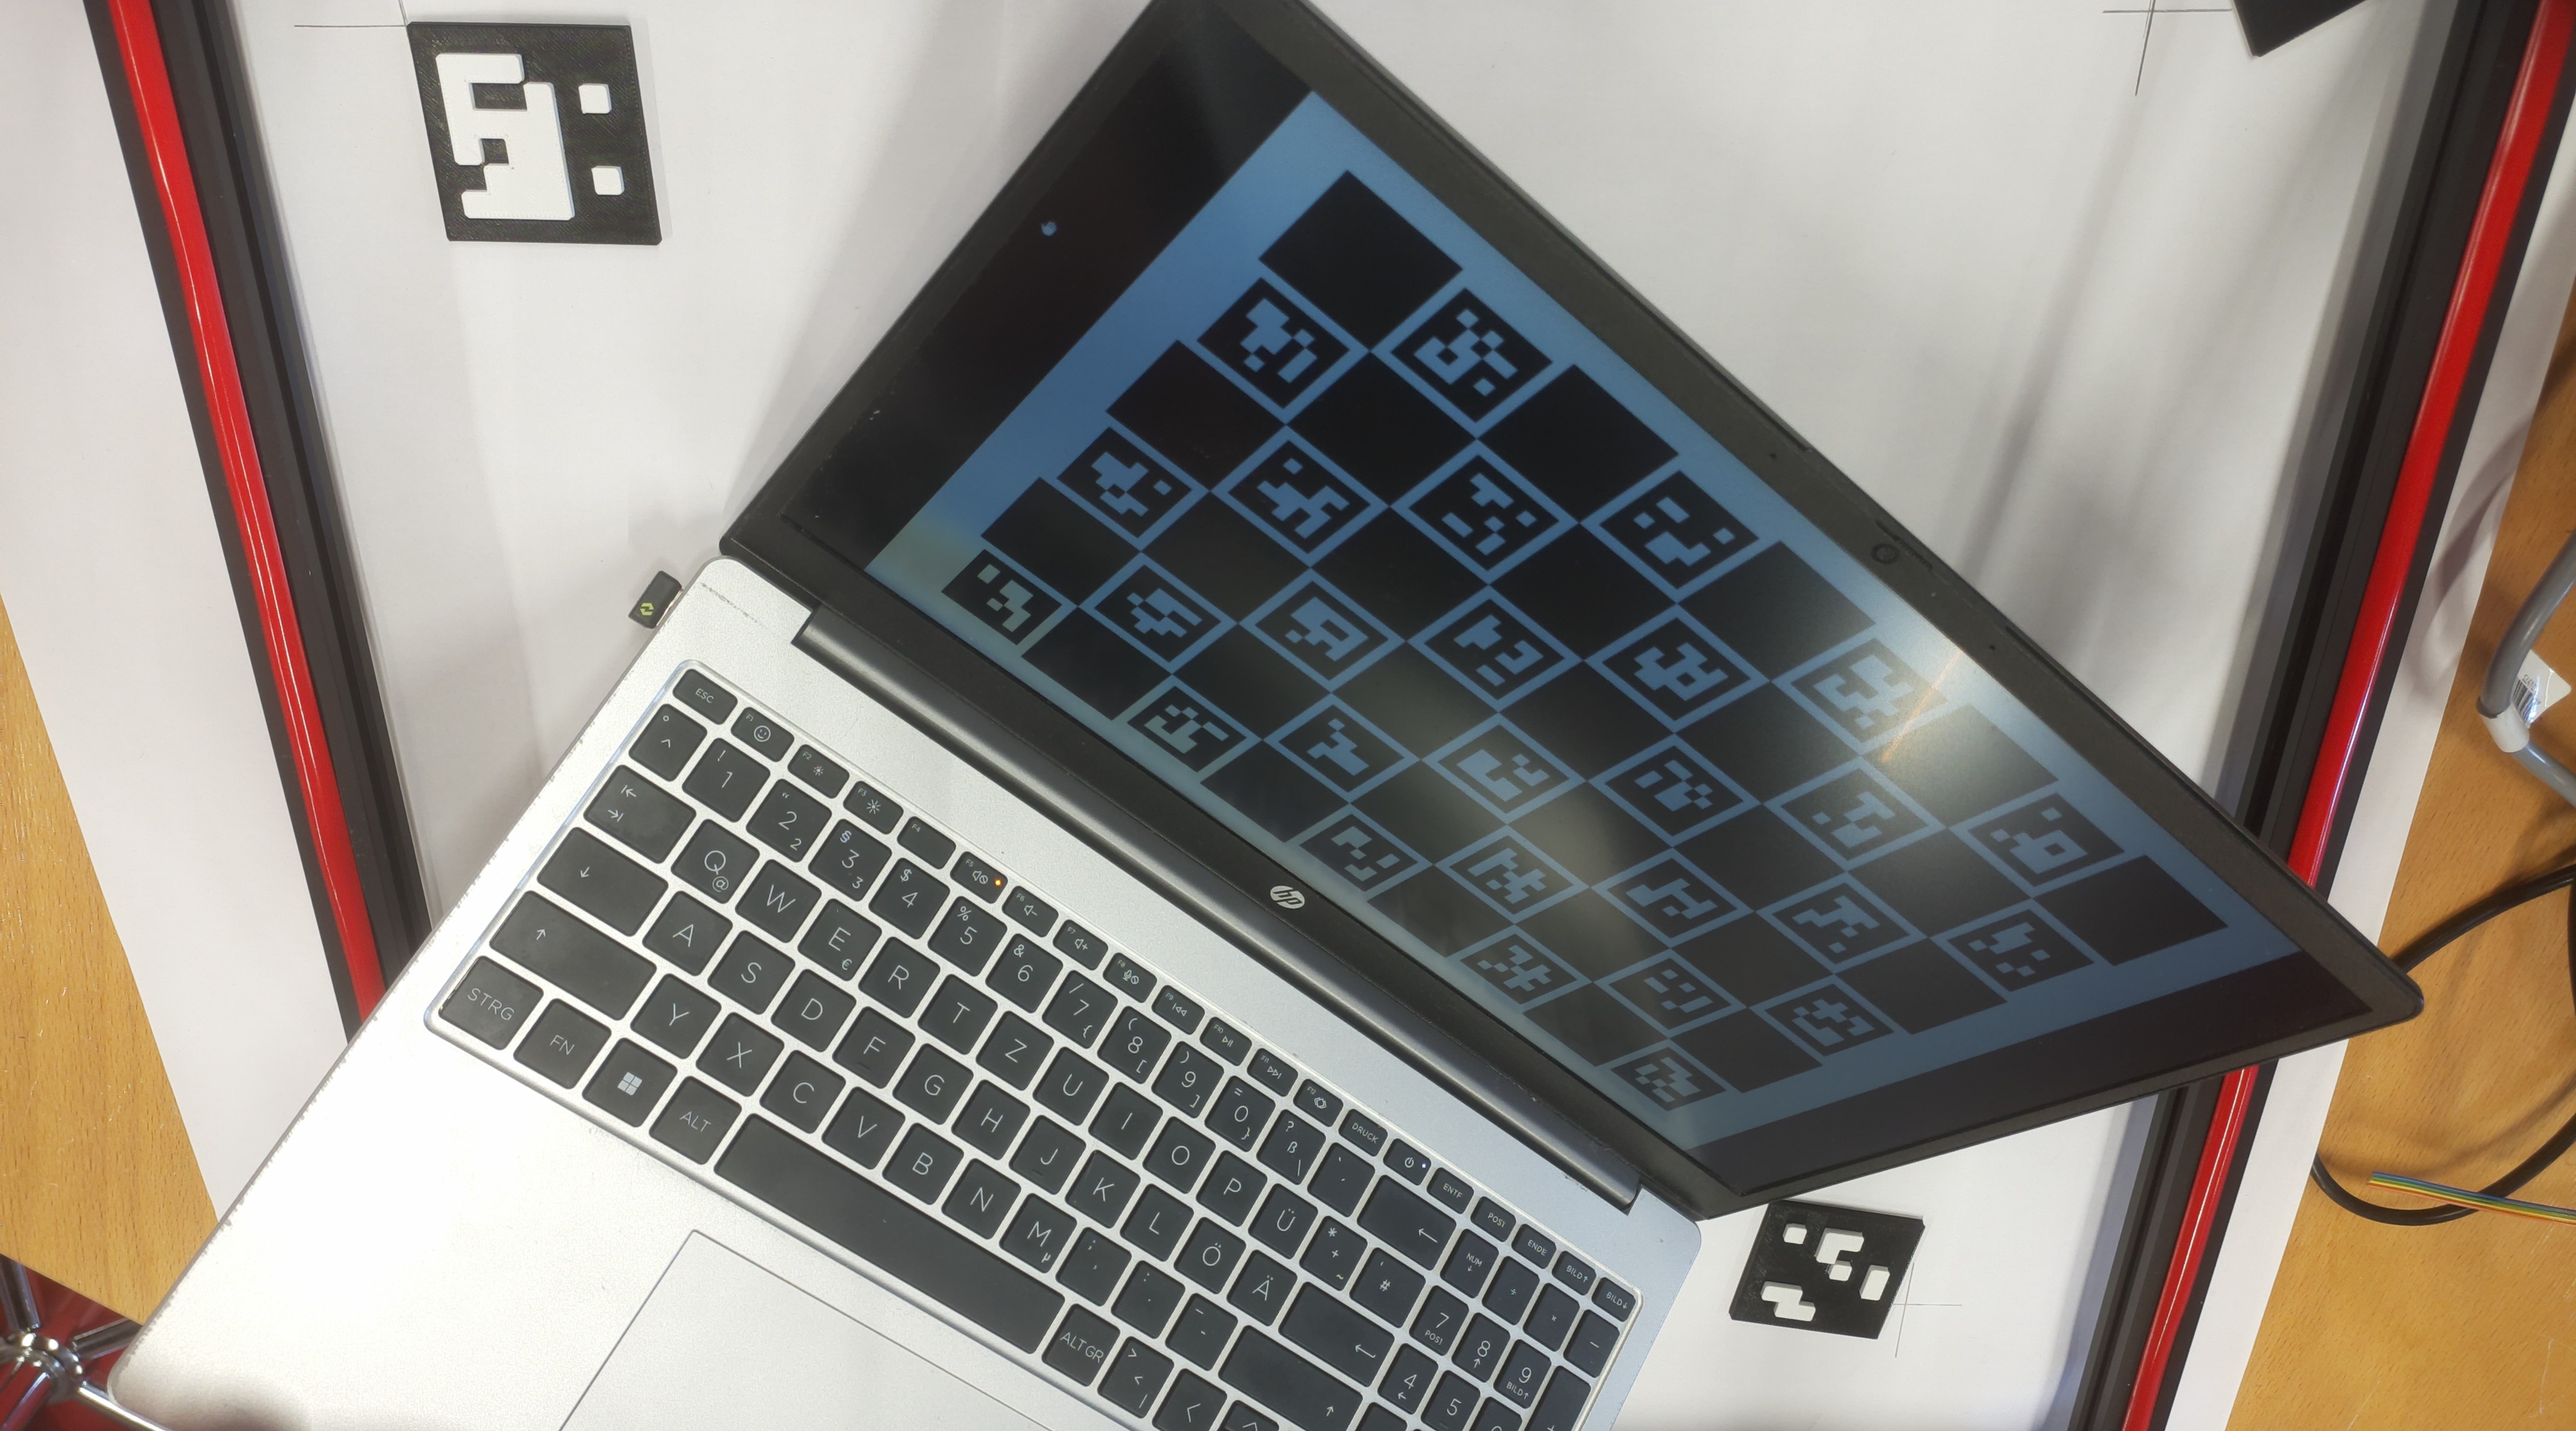 ESC F1 F2 F3 F4 F5 F6 F7 F8 F9 F10 F11 F12 DRUCK ENTF POS1 ENDE BILD↑ BILD↓
° ^ ! 1 " 2 2 § 3 3 $ 4 % 5 & 6 / 7 { ( 8 [ ) 9 ] = 0 } ? ß \ ` ´ ← NUM ÷ × −
Q @ W E € R T Z U I O P Ü * + ~ ← 7 POS1 8 ↑ 9 BILD↑ +
↓ A S D F G H J K L Ö Ä ' # 4 ← 5
↑ Y X C V B N M µ ; , : . _ - ↑
STRG FN ALT ALT GR > < |
hp